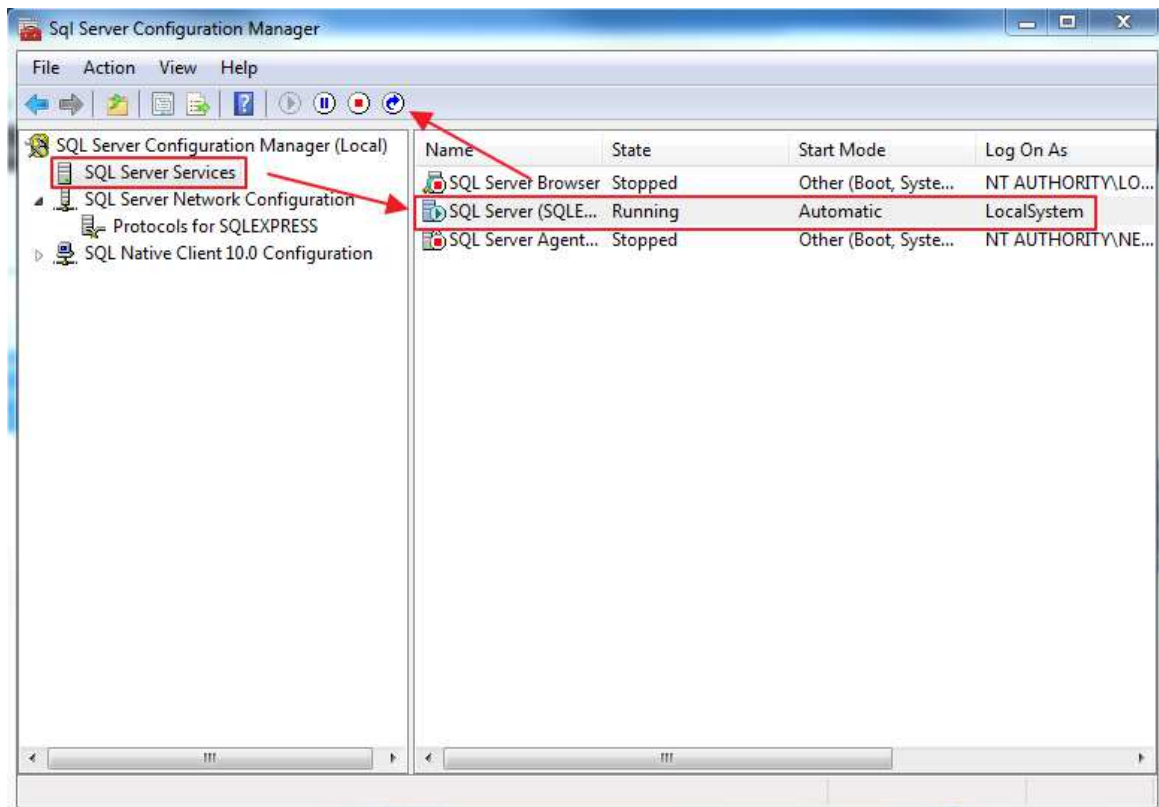 Sql Server Configuration Manager
File Action View Help
SQL Server Configuration Manager (Local)
SQL Server Services
SQL Server Network Configuration
Protocols for SQLEXPRESS
SQL Native Client 10.0 Configuration
Name State Start Mode Log On As
SQL Server Browser Stopped Other (Boot, Syste... NT AUTHORITY\LO...
SQL Server (SQLE... Running Automatic LocalSystem
SQL Server Agent... Stopped Other (Boot, Syste... NT AUTHORITY\NE...